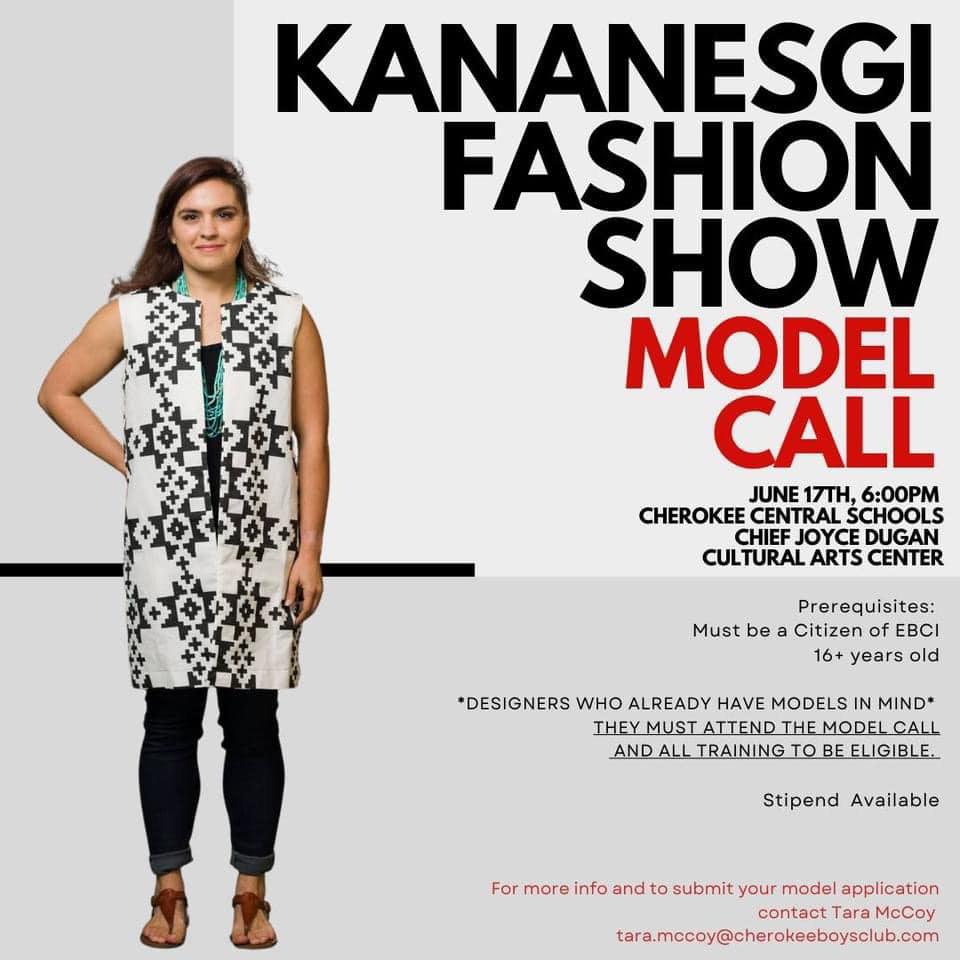 KANANESGI
FASHION
SHOW
MODEL
CALL
JUNE 17TH, 6:00PM
CHEROKEE CENTRAL SCHOOLS
CHIEF JOYCE DUGAN
CULTURAL ARTS CENTER
Prerequisites:
Must be a Citizen of EBCI
16+ years old
*DESIGNERS WHO ALREADY HAVE MODELS IN MIND*
THEY MUST ATTEND THE MODEL CALL
AND ALL TRAINING TO BE ELIGIBLE.
Stipend Available
For more info and to submit your model application
contact Tara McCoy
tara.mccoy@cherokeeboysclub.com